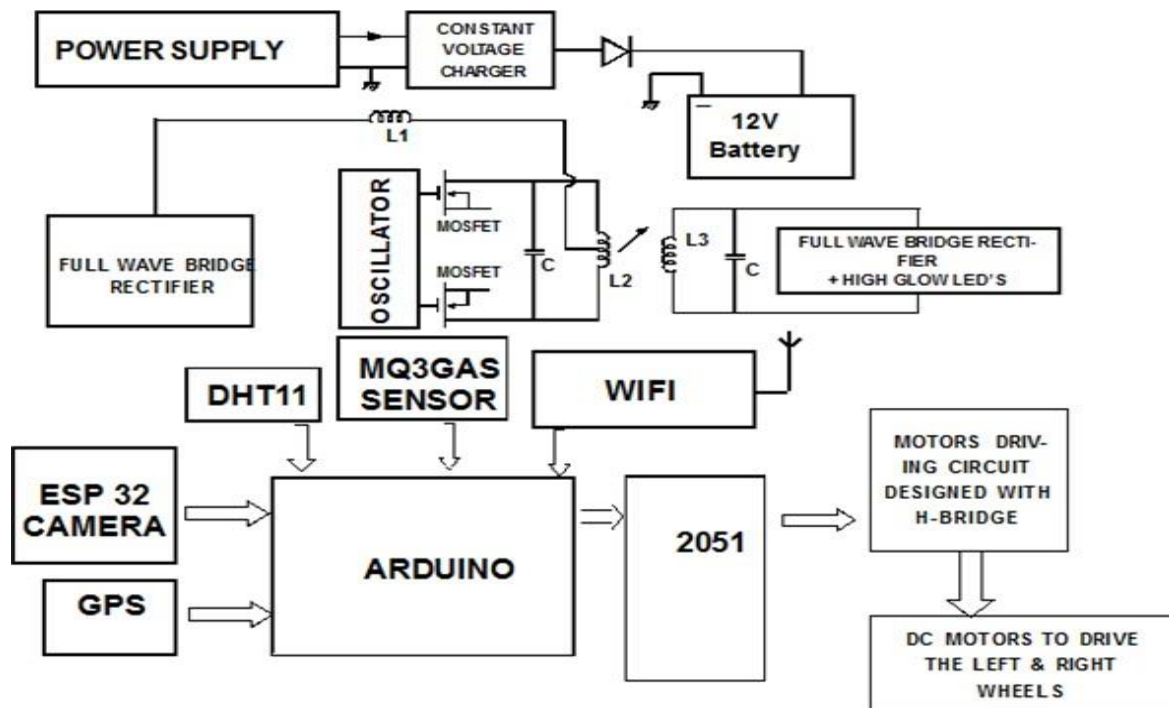 POWER SUPPLY
CONSTANT
VOLTAGE
CHARGER
12V
Battery
L1
FULL WAVE BRIDGE
RECTIFIER
OSCILLATOR
MOSFET
MOSFET
C
L2
L3
C
FULL WAVE BRIDGE RECTI-
FIER
+ HIGH GLOW LED'S
DHT11
MQ3GAS
SENSOR
WIFI
ESP 32
CAMERA
GPS
ARDUINO
2051
MOTORS DRIV-
ING CIRCUIT
DESIGNED WITH
H-BRIDGE
DC MOTORS TO DRIVE
THE LEFT & RIGHT
WHEELS